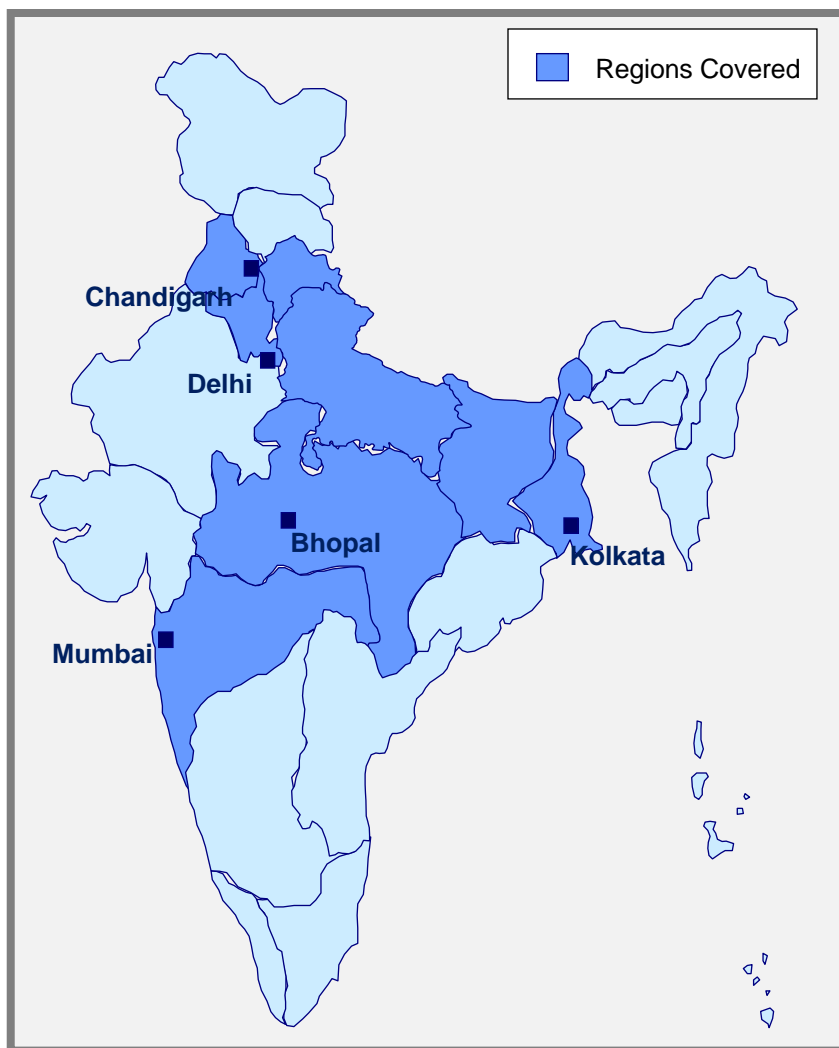 Regions Covered
Chandigarh
Delhi
Bhopal
Kolkata
Mumbai